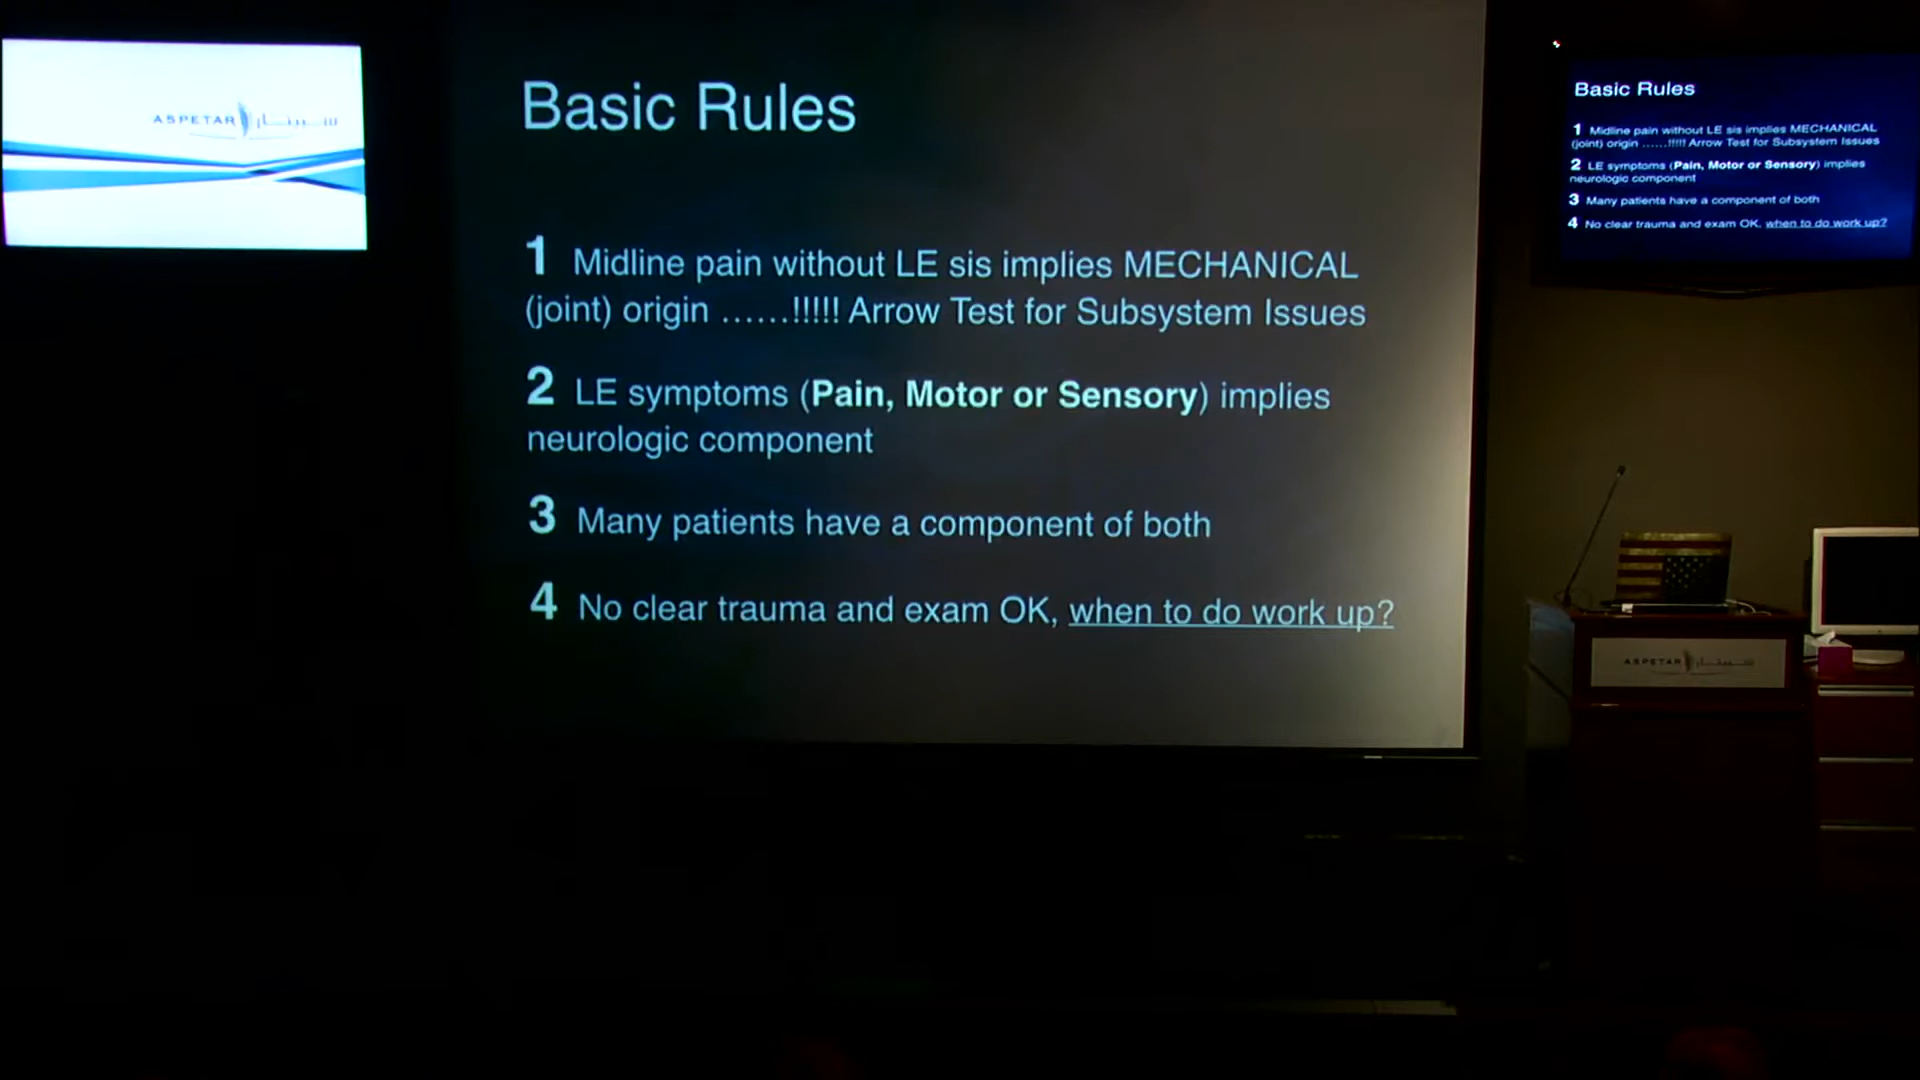 ASPETAR سبيتار
Basic Rules
1 Midline pain without LE sis implies MECHANICAL
(joint) origin ......!!!!! Arrow Test for Subsystem Issues
2 LE symptoms (Pain, Motor or Sensory) implies
neurologic component
3 Many patients have a component of both
4 No clear trauma and exam OK, when to do work up?
Basic Rules
1 Midline pain without LE sis implies MECHANICAL
(joint) origin ......!!!!! Arrow Test for Subsystem Issues
2 LE symptoms (Pain, Motor or Sensory) implies
neurologic component
3 Many patients have a component of both
4 No clear trauma and exam OK, when to do work up?
ASPETAR سبيتار